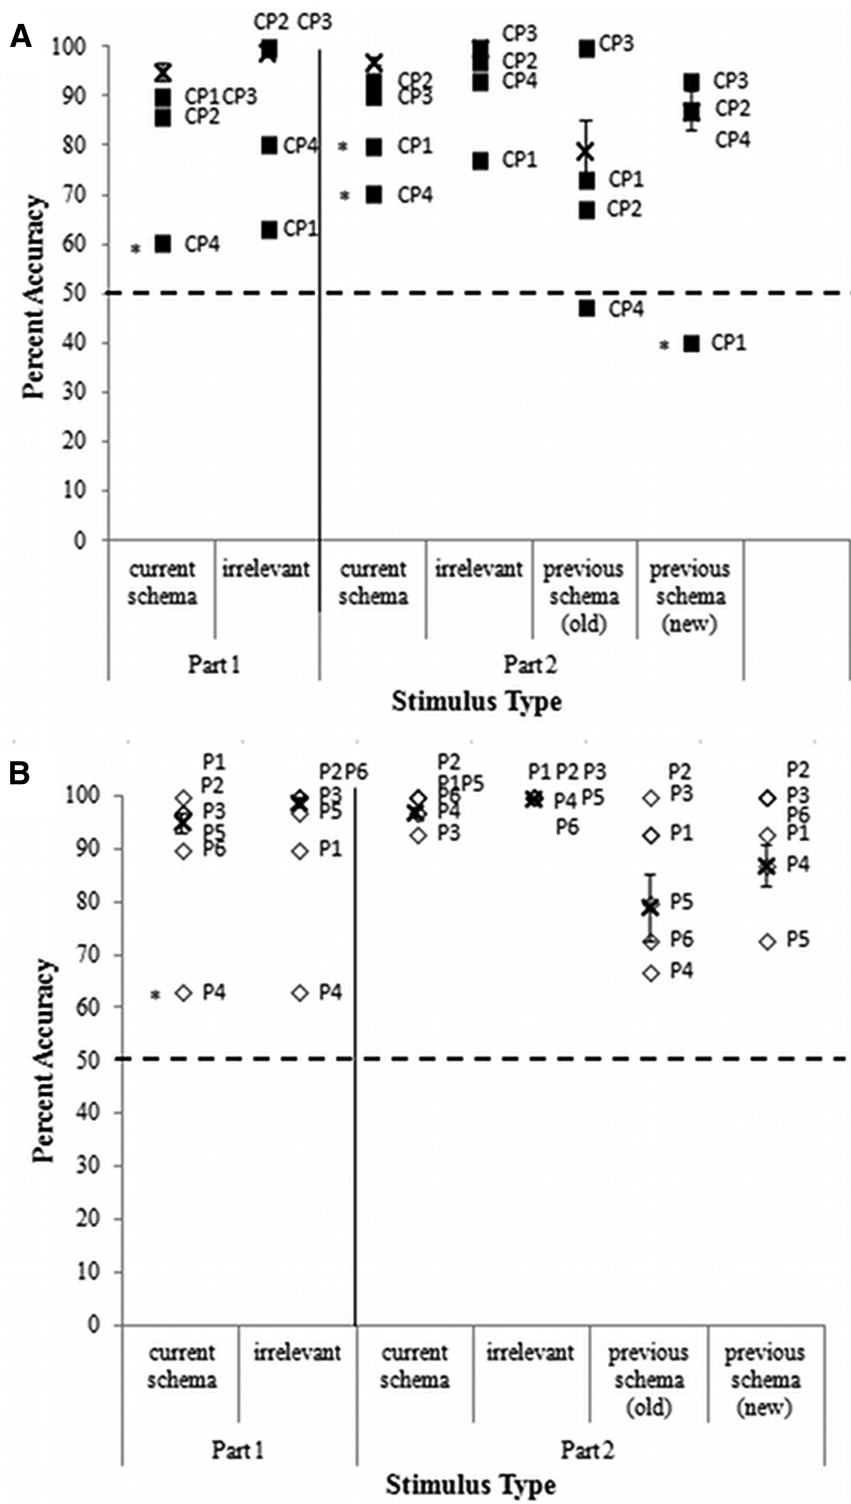 A
CP2 CP3
100
CP3
CP3
CP2
90
CP1 CP3
CP2
CP4
CP3
CP2
CP3
CP2
80
CP4
* CP1
CP1
CP4
70
* CP4
CP1
CP2
60
* CP4
CP1
50
CP4
40
* CP1
30
20
10
0
Percent Accuracy
current schema
irrelevant
current schema
irrelevant
previous schema (old)
previous schema (new)
Part 1
Part 2
Stimulus Type
B
P1
P2
P3
P5
P6
* P4
P2 P6
P3
P5
P1
P4
P2
P1 P5
P6
P4
P3
P1 P2 P3
P4 P5
P6
P2
P3
P1
P5
P6
P4
P2
P3
P6
P1
P4
P5
100
90
80
70
60
50
40
30
20
10
0
Percent Accuracy
current schema
irrelevant
current schema
irrelevant
previous schema (old)
previous schema (new)
Part 1
Part 2
Stimulus Type